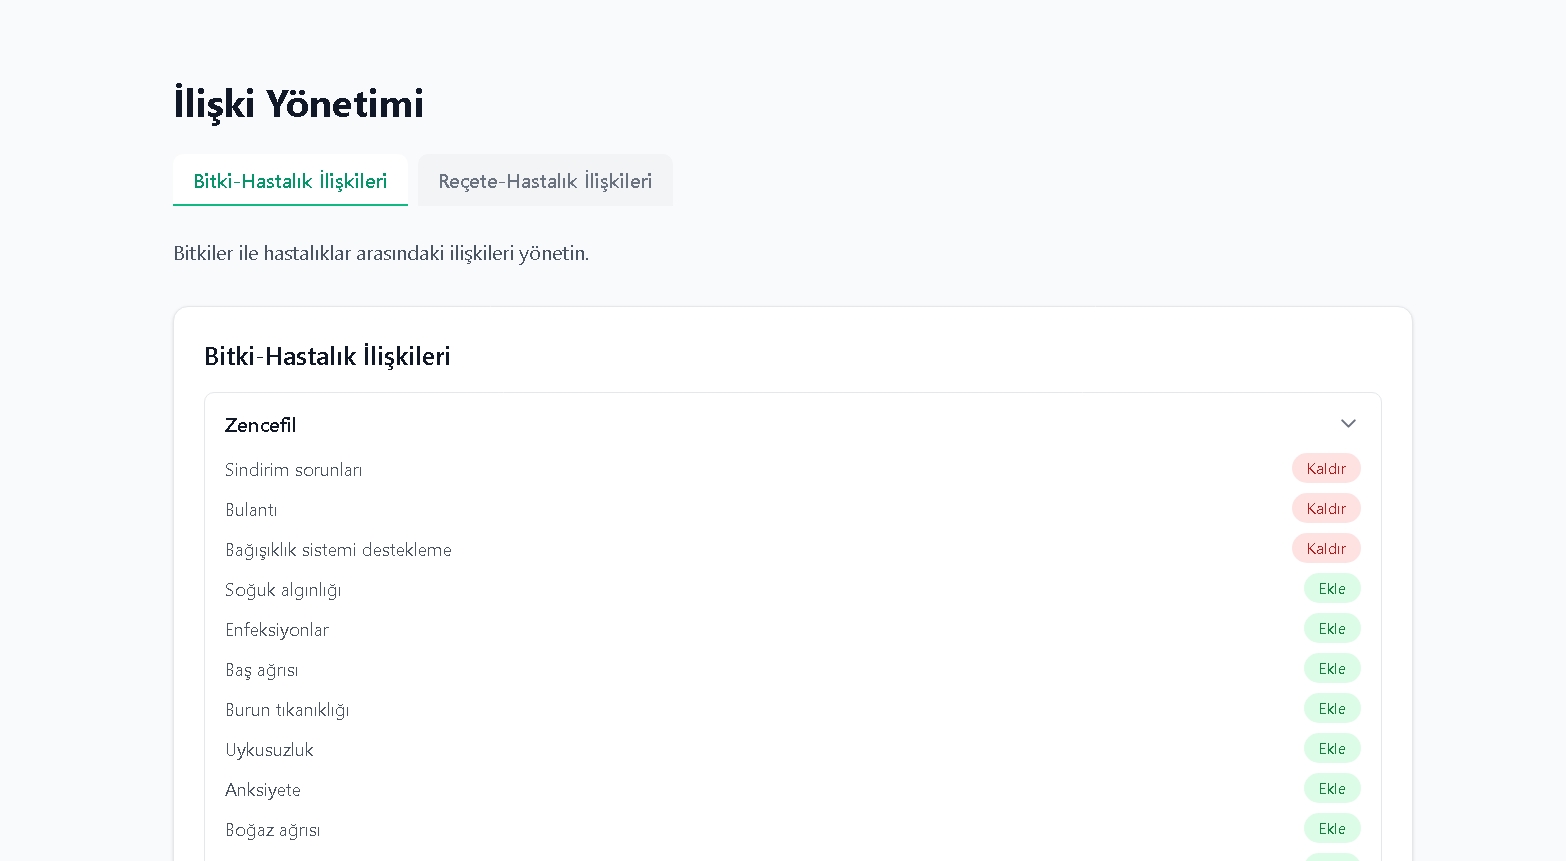 İlişki Yönetimi
Bitki-Hastalık İlişkileri
Reçete-Hastalık İlişkileri
Bitkiler ile hastalıklar arasındaki ilişkileri yönetin.
Bitki-Hastalık İlişkileri
Zencefil
Sindirim sorunları Kaldır
Bulantı Kaldır
Bağışıklık sistemi destekleme Kaldır
Soğuk algınlığı Ekle
Enfeksiyonlar Ekle
Baş ağrısı Ekle
Burun tıkanıklığı Ekle
Uykusuzluk Ekle
Anksiyete Ekle
Boğaz ağrısı Ekle